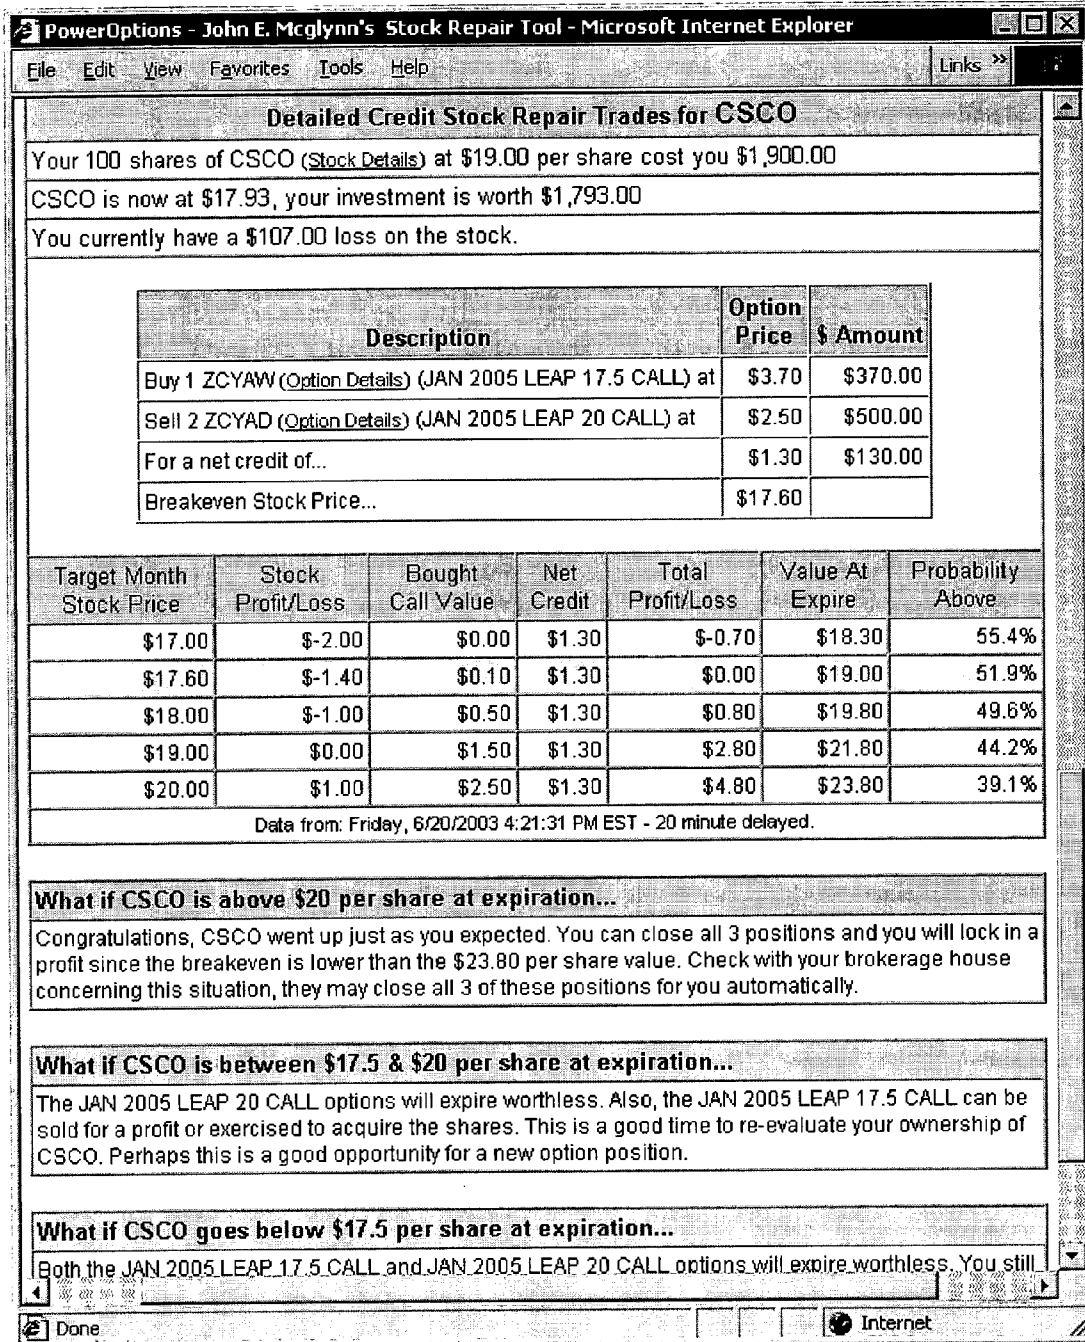 PowerOptions - John E. Mcglynn's Stock Repair Tool - Microsoft Internet Explorer
File Edit View Favorites Tools Help Links »
Detailed Credit Stock Repair Trades for CSCO
Your 100 shares of CSCO (Stock Details) at $19.00 per share cost you $1,900.00
CSCO is now at $17.93, your investment is worth $1,793.00
You currently have a $107.00 loss on the stock.
Description Option Price $ Amount
Buy 1 ZCYAW (Option Details) (JAN 2005 LEAP 17.5 CALL) at $3.70 $370.00
Sell 2 ZCYAD (Option Details) (JAN 2005 LEAP 20 CALL) at $2.50 $500.00
For a net credit of... $1.30 $130.00
Breakeven Stock Price... $17.60
Target Month Stock Price Stock Profit/Loss Bought Call Value Net Credit Total Profit/Loss Value At Expire Probability Above
$17.00 $-2.00 $0.00 $1.30 $-0.70 $18.30 55.4%
$17.60 $-1.40 $0.10 $1.30 $0.00 $19.00 51.9%
$18.00 $-1.00 $0.50 $1.30 $0.80 $19.80 49.6%
$19.00 $0.00 $1.50 $1.30 $2.80 $21.80 44.2%
$20.00 $1.00 $2.50 $1.30 $4.80 $23.80 39.1%
Data from: Friday, 6/20/2003 4:21:31 PM EST - 20 minute delayed.
What if CSCO is above $20 per share at expiration...
Congratulations, CSCO went up just as you expected. You can close all 3 positions and you will lock in a
profit since the breakeven is lower than the $23.80 per share value. Check with your brokerage house
concerning this situation, they may close all 3 of these positions for you automatically.
What if CSCO is between $17.5 & $20 per share at expiration...
The JAN 2005 LEAP 20 CALL options will expire worthless. Also, the JAN 2005 LEAP 17.5 CALL can be
sold for a profit or exercised to acquire the shares. This is a good time to re-evaluate your ownership of
CSCO. Perhaps this is a good opportunity for a new option position.
What if CSCO goes below $17.5 per share at expiration...
Both the JAN 2005 LEAP 17.5 CALL and JAN 2005 LEAP 20 CALL options will expire worthless. You still
Done Internet